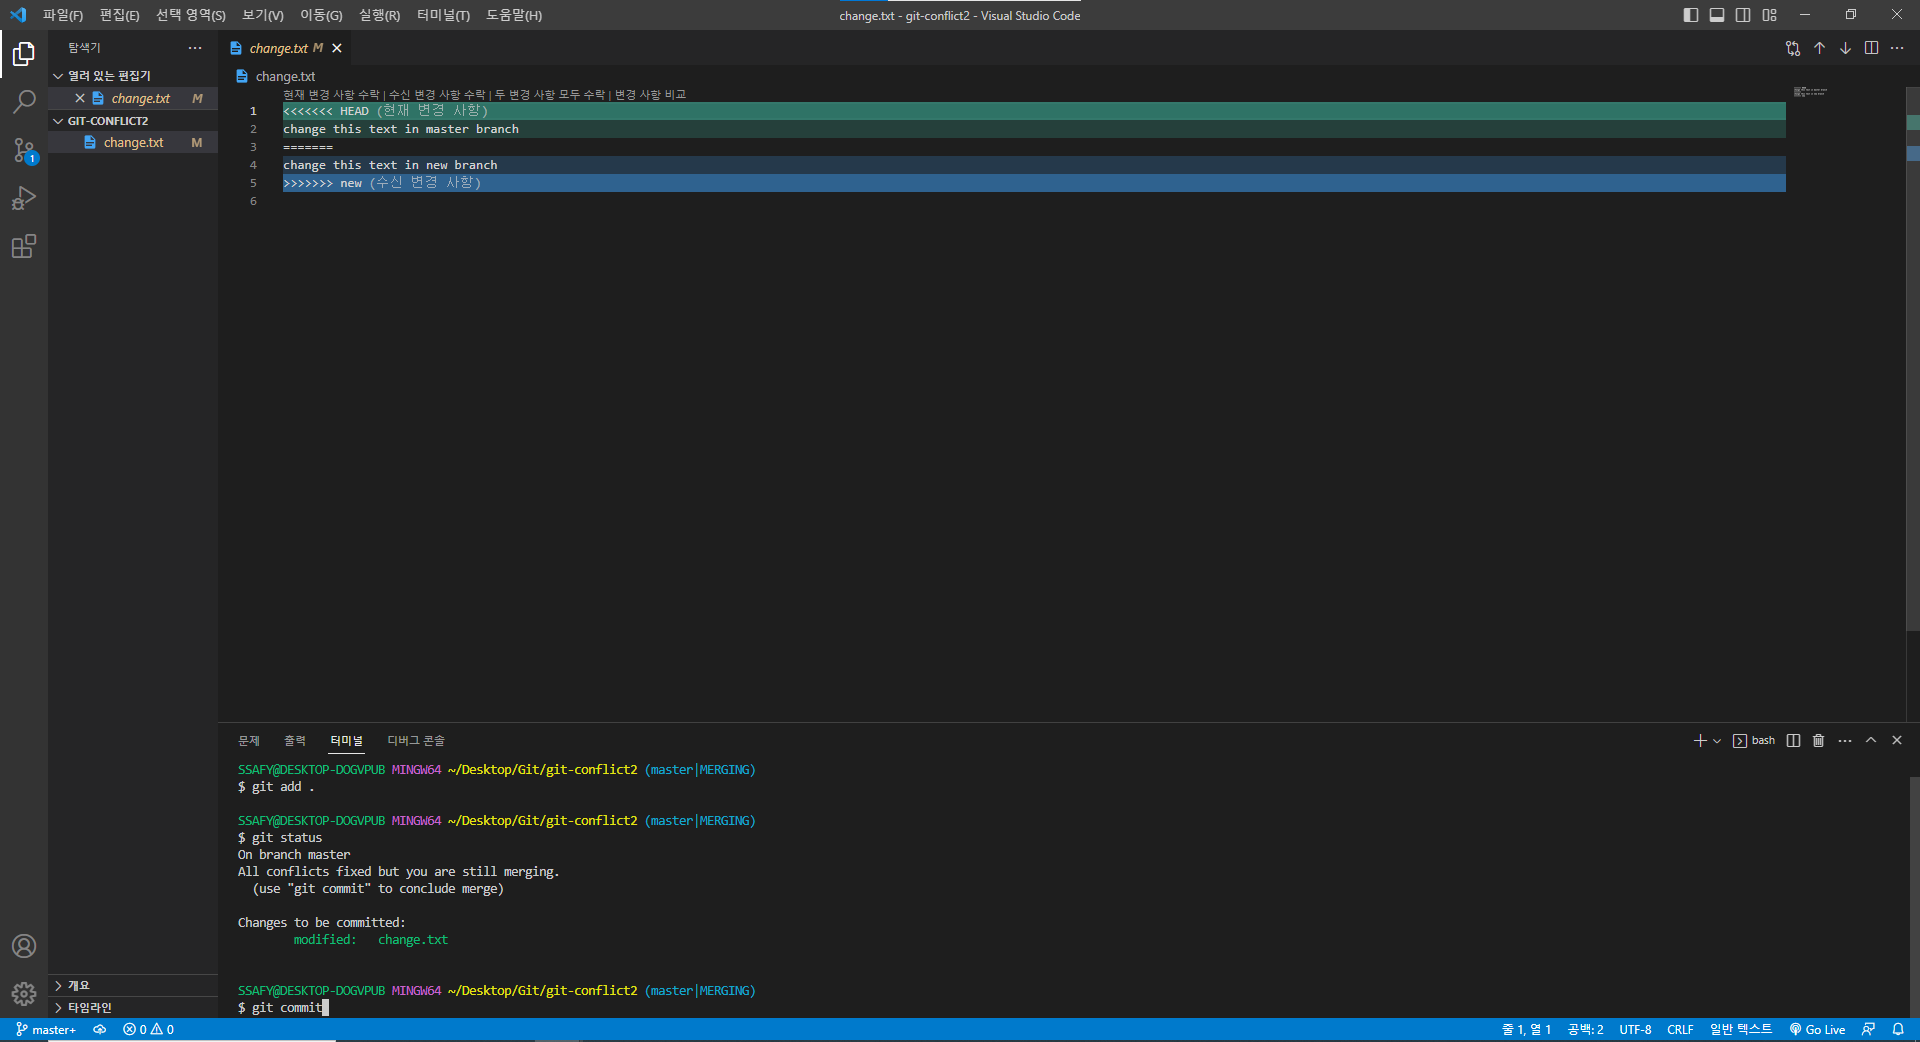 파일(F) 편집(E) 선택 영역(S) 보기(V) 이동(G) 실행(R) 터미널(T) 도움말(H)
change.txt - git-conflict2 - Visual Studio Code
탐색기
열려 있는 편집기
change.txt M
GIT-CONFLICT2
change.txt M
1
개요
타임라인
change.txt M
change.txt
현재 변경 사항 수락 | 수신 변경 사항 수락 | 두 변경 사항 모두 수락 | 변경 사항 비교
1 <<<<<<< HEAD (현재 변경 사항)
2 change this text in master branch
3 =======
4 change this text in new branch
5 >>>>>>> new (수신 변경 사항)
6
문제 출력 터미널 디버그 콘솔
bash
SSAFY@DESKTOP-DOGVPUB MINGW64 ~/Desktop/Git/git-conflict2 (master|MERGING)
$ git add .
SSAFY@DESKTOP-DOGVPUB MINGW64 ~/Desktop/Git/git-conflict2 (master|MERGING)
$ git status
On branch master
All conflicts fixed but you are still merging.
(use "git commit" to conclude merge)
Changes to be committed:
modified: change.txt
SSAFY@DESKTOP-DOGVPUB MINGW64 ~/Desktop/Git/git-conflict2 (master|MERGING)
$ git commit
master+ 0 0 줄 1, 열 1 공백: 2 UTF-8 CRLF 일반 텍스트 Go Live